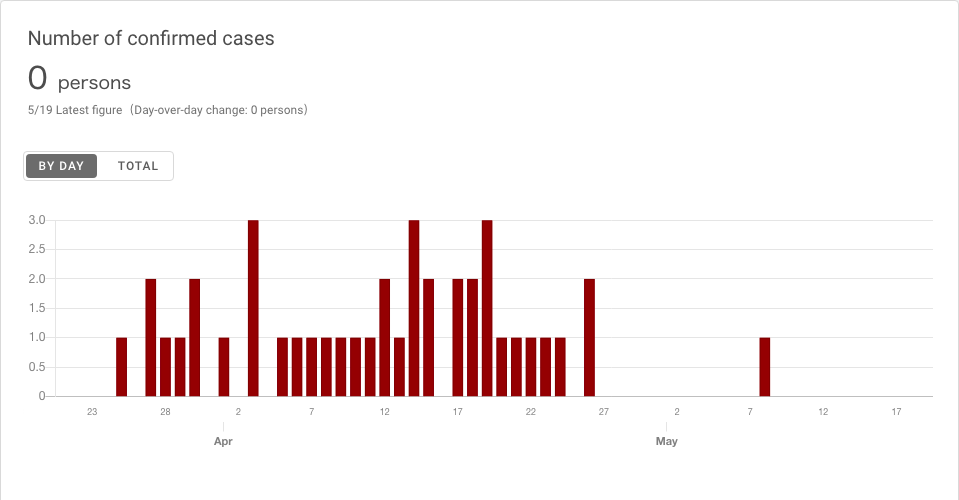 Number of confirmed cases
0 persons
5/19 Latest figure（Day-over-day change: 0 persons）
BY DAY TOTAL
3.0
2.5
2.0
1.5
1.0
0.5
0
23 28 2 7 12 17 22 27 2 7 12 17
Apr May